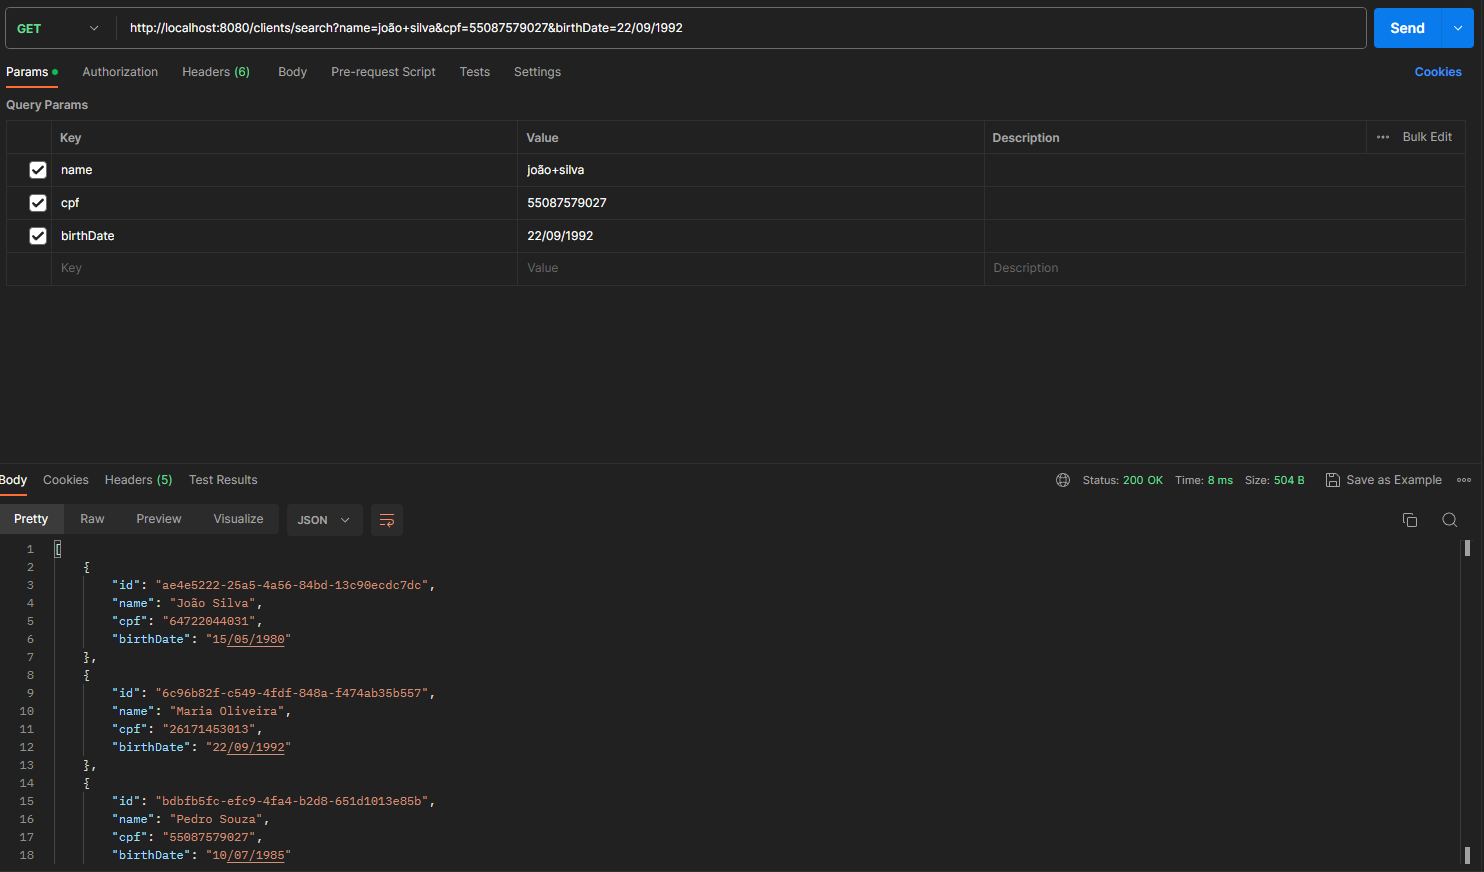 GET http://localhost:8080/clients/search?name=joão+silva&cpf=55087579027&birthDate=22/09/1992 Send
Params Authorization Headers (6) Body Pre-request Script Tests Settings Cookies
Query Params
Key Value Description ••• Bulk Edit
name joão+silva
cpf 55087579027
birthDate 22/09/1992
Key Value Description
Body Cookies Headers (5) Test Results Status: 200 OK Time: 8 ms Size: 504 B Save as Example
Pretty Raw Preview Visualize JSON
1 [
2 {
3 "id": "ae4e5222-25a5-4a56-84bd-13c90ecdc7dc",
4 "name": "João Silva",
5 "cpf": "64722044031",
6 "birthDate": "15/05/1980"
7 },
8 {
9 "id": "6c96b82f-c549-4fdf-848a-f474ab35b557",
10 "name": "Maria Oliveira",
11 "cpf": "26171453013",
12 "birthDate": "22/09/1992"
13 },
14 {
15 "id": "bdbfb5fc-efc9-4fa4-b2d8-651d1013e85b",
16 "name": "Pedro Souza",
17 "cpf": "55087579027",
18 "birthDate": "10/07/1985"